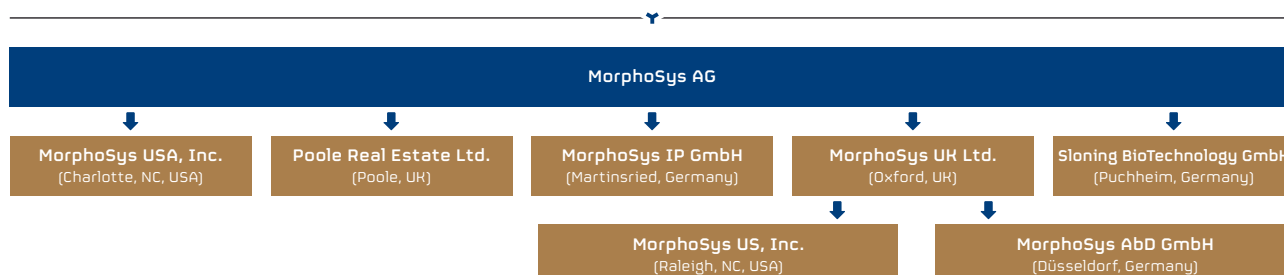 MorphoSys AG
MorphoSys USA, Inc.
(Charlotte, NC, USA)
Poole Real Estate Ltd.
(Poole, UK)
MorphoSys IP GmbH
(Martinsried, Germany)
MorphoSys UK Ltd.
(Oxford, UK)
Sloning BioTechnology GmbH
(Puchheim, Germany)
MorphoSys US, Inc.
(Raleigh, NC, USA)
MorphoSys AbD GmbH
(Düsseldorf, Germany)